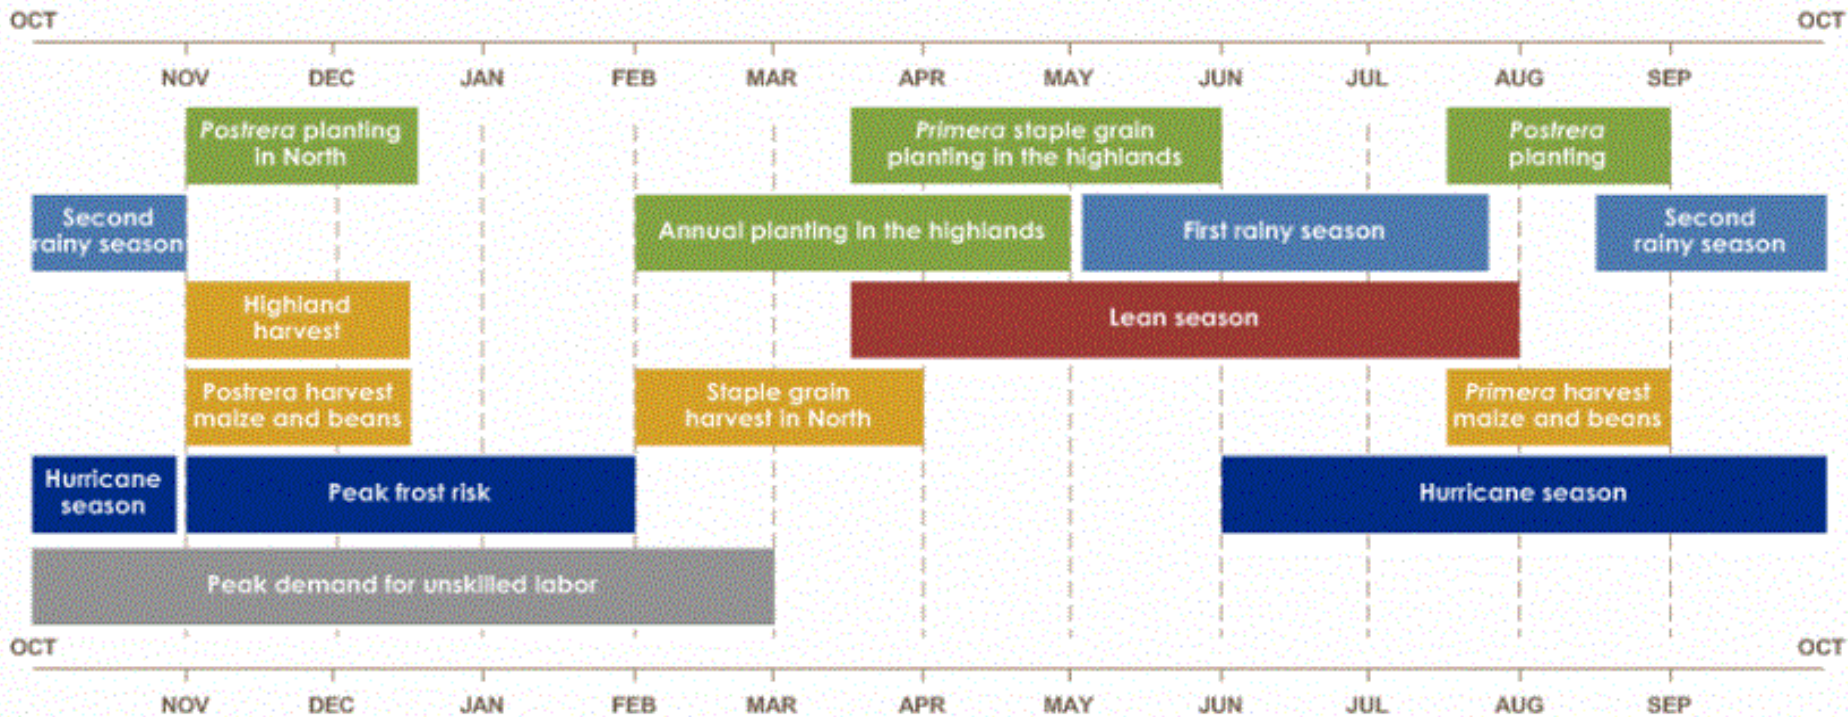 OCT OCT
NOV DEC JAN FEB MAR APR MAY JUN JUL AUG SEP
Postrera planting
in North
Primera staple grain
planting in the highlands
Postrera
planting
Second
rainy season
Annual planting in the highlands
First rainy season
Second
rainy season
Highland
harvest
Lean season
Postrera harvest
maize and beans
Staple grain
harvest in North
Primera harvest
maize and beans
Hurricane
season
Peak frost risk
Hurricane season
Peak demand for unskilled labor
OCT OCT
NOV DEC JAN FEB MAR APR MAY JUN JUL AUG SEP